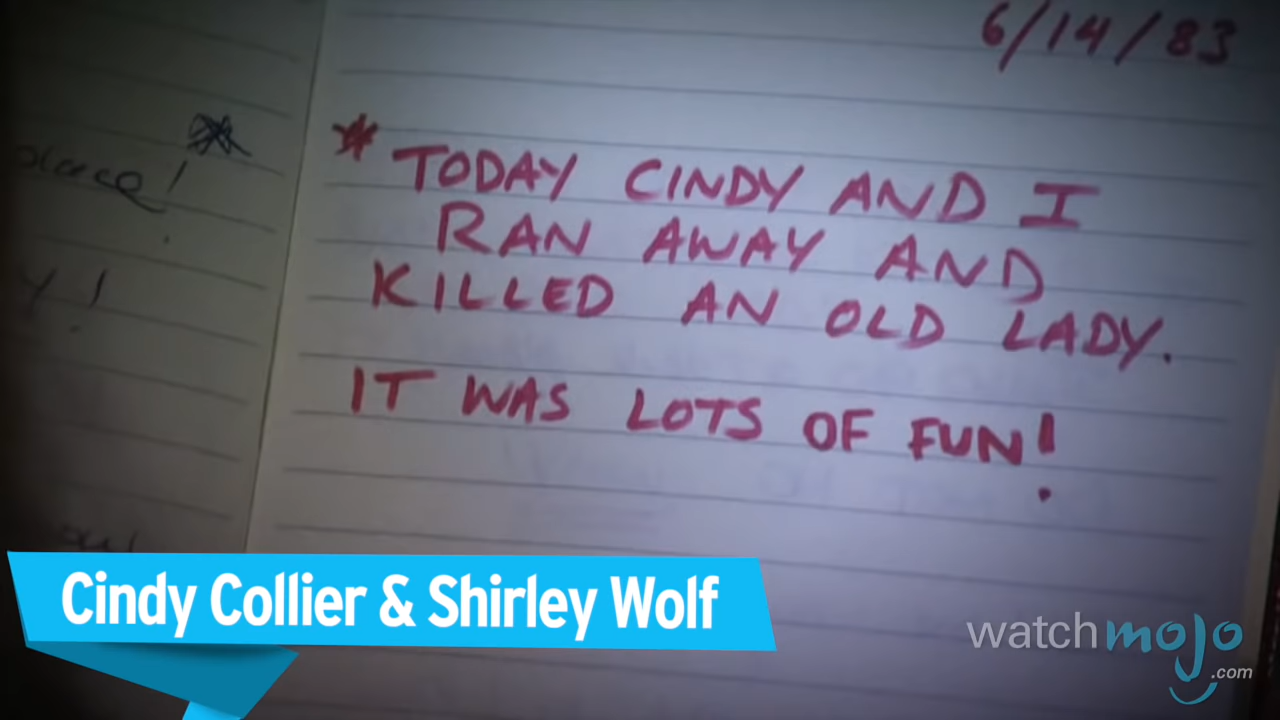 6/14/83
* TODAY CINDY AND I
RAN AWAY AND
KILLED AN OLD LADY.
IT WAS LOTS OF FUN!
Cindy Collier & Shirley Wolf
watchmojo
.com